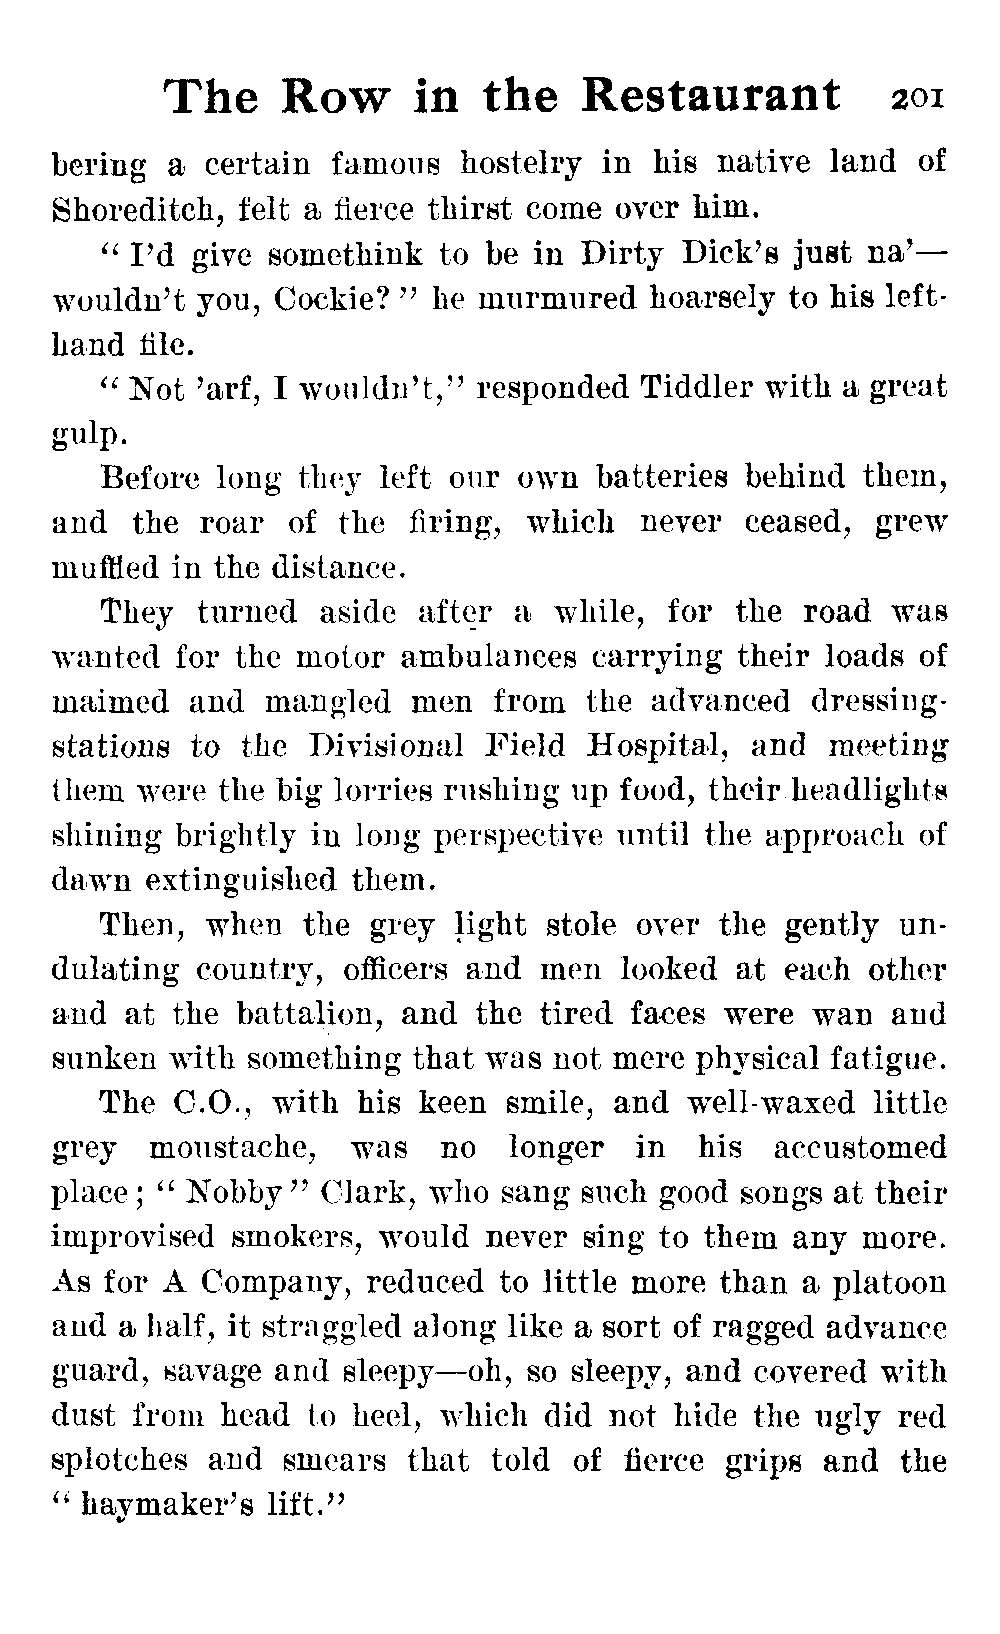 The Row in the Restaurant 201
bering a certain famous hostelry in his native land of
Shoreditch, felt a fierce thirst come over him.
“ I’d give somethink to be in Dirty Dick’s just na’—
wouldn’t you, Cockie? ” he murmured hoarsely to his left-
hand file.
“ Not ’arf, I wouldn’t,” responded Tiddler with a great
gulp.
Before long they left our own batteries behind them,
and the roar of the firing, which never ceased, grew
muffled in the distance.
They turned aside after a while, for the road was
wanted for the motor ambulances carrying their loads of
maimed and mangled men from the advanced dressing-
stations to the Divisional Field Hospital, and meeting
them were the big lorries rushing up food, their headlights
shining brightly in long perspective until the approach of
dawn extinguished them.
Then, when the grey light stole over the gently un-
dulating country, officers and men looked at each other
and at the battalion, and the tired faces were wan and
sunken with something that was not mere physical fatigue.
The C.O., with his keen smile, and well-waxed little
grey moustache, was no longer in his accustomed
place ; “ Nobby ” Clark, who sang such good songs at their
improvised smokers, would never sing to them any more.
As for A Company, reduced to little more than a platoon
and a half, it straggled along like a sort of ragged advance
guard, savage and sleepy—oh, so sleepy, and covered with
dust from head to heel, which did not hide the ugly red
splotches and smears that told of fierce grips and the
“ haymaker’s lift.”